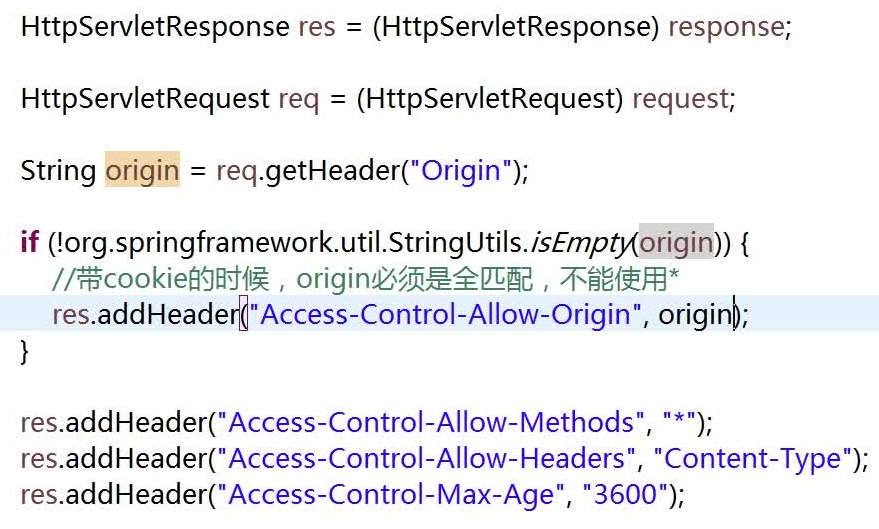 HttpServletResponse res = (HttpServletResponse) response;
HttpServletRequest req = (HttpServletRequest) request;
String origin = req.getHeader("Origin");
if (!org.springframework.util.StringUtils.isEmpty(origin)) {
//带cookie的时候，origin必须是全匹配，不能使用*
res.addHeader("Access-Control-Allow-Origin", origin);
}
res.addHeader("Access-Control-Allow-Methods", "*");
res.addHeader("Access-Control-Allow-Headers", "Content-Type");
res.addHeader("Access-Control-Max-Age", "3600");